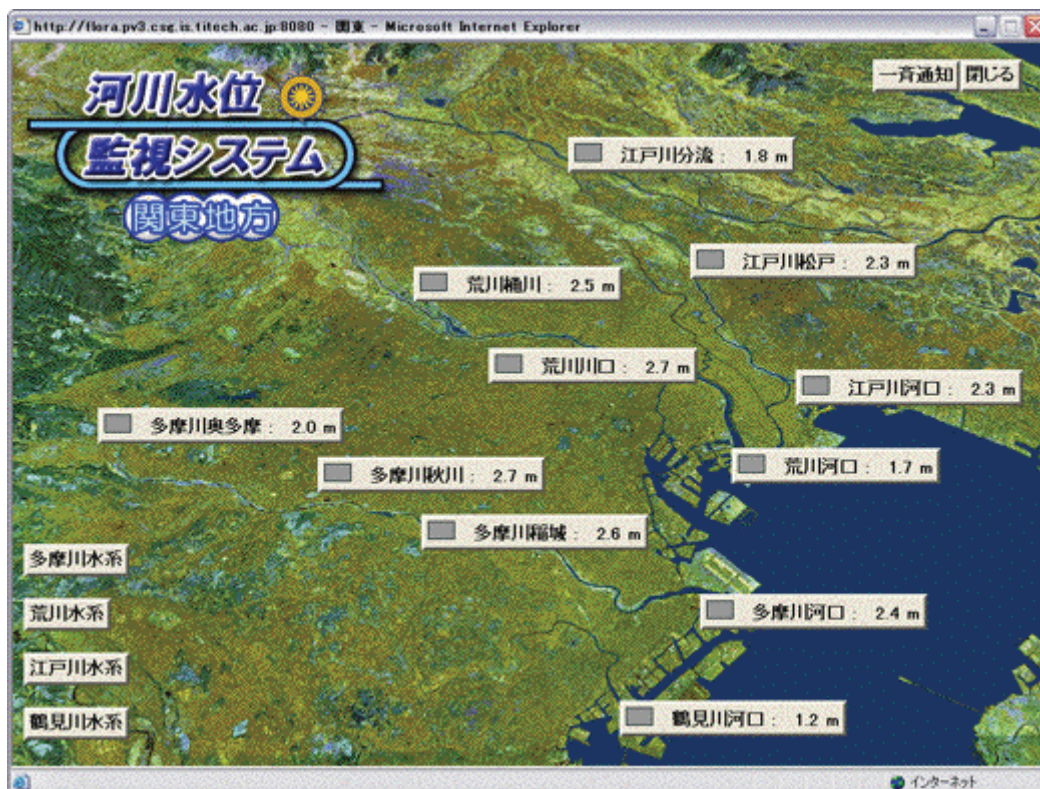 http://flora.pv3.csg.is.titech.ac.jp:8080 - 関東 - Microsoft Internet Explorer
一斉通知 閉じる
河川水位
監視システム
関東地方
江戸川分流: 1.8 m
江戸川松戸: 2.3 m
荒川桶川: 2.5 m
荒川川口: 2.7 m
江戸川河口: 2.3 m
多摩川奥多摩: 2.0 m
荒川河口: 1.7 m
多摩川秋川: 2.7 m
多摩川稲城: 2.6 m
多摩川水系
荒川水系
多摩川河口: 2.4 m
江戸川水系
鶴見川水系
鶴見川河口: 1.2 m
インターネット